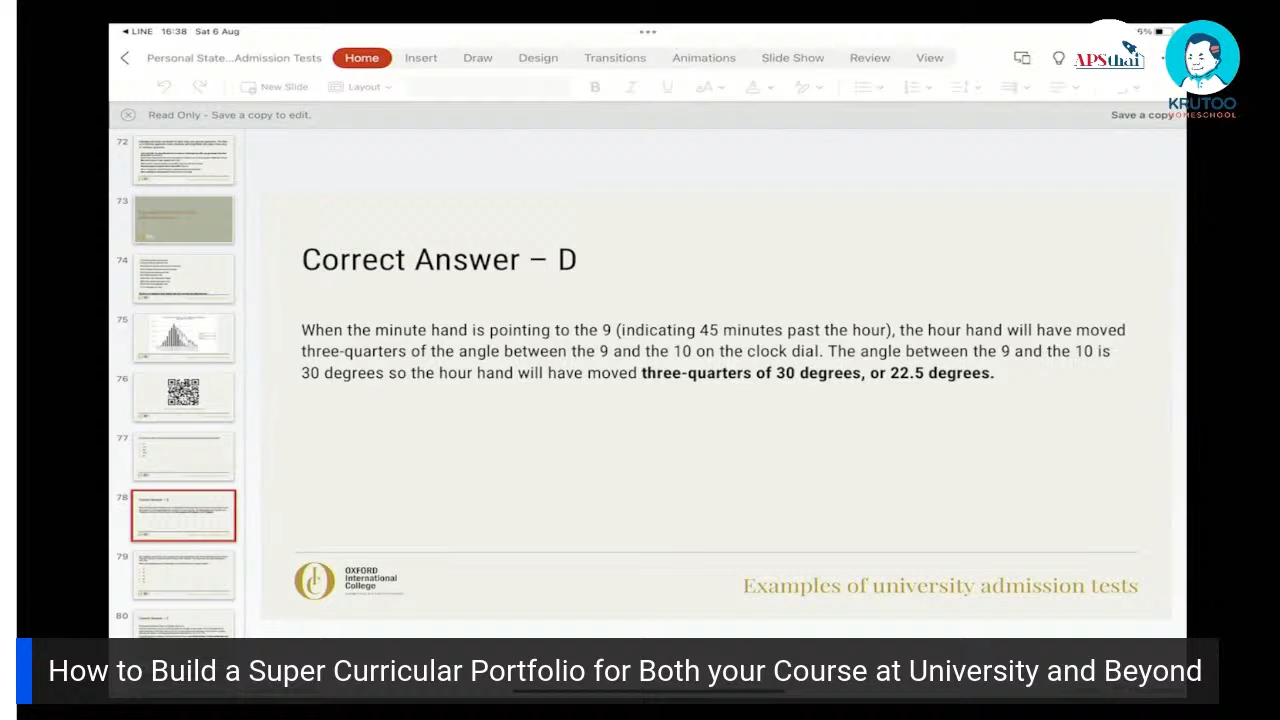 LINE 16:38 Sat 6 Aug
6%
Personal State...Admission Tests Home Insert Draw Design Transitions Animations Slide Show Review View
APSthai
New Slide Layout
KRUTOO
HOMESCHOOL
Read Only - Save a copy to edit. Save a copy
72
73
74
75
76
77
78
79
80
Correct Answer – D
When the minute hand is pointing to the 9 (indicating 45 minutes past the hour), the hour hand will have moved
three-quarters of the angle between the 9 and the 10 on the clock dial. The angle between the 9 and the 10 is
30 degrees so the hour hand will have moved three-quarters of 30 degrees, or 22.5 degrees.
OXFORD
International
College
Examples of university admission tests
How to Build a Super Curricular Portfolio for Both your Course at University and Beyond